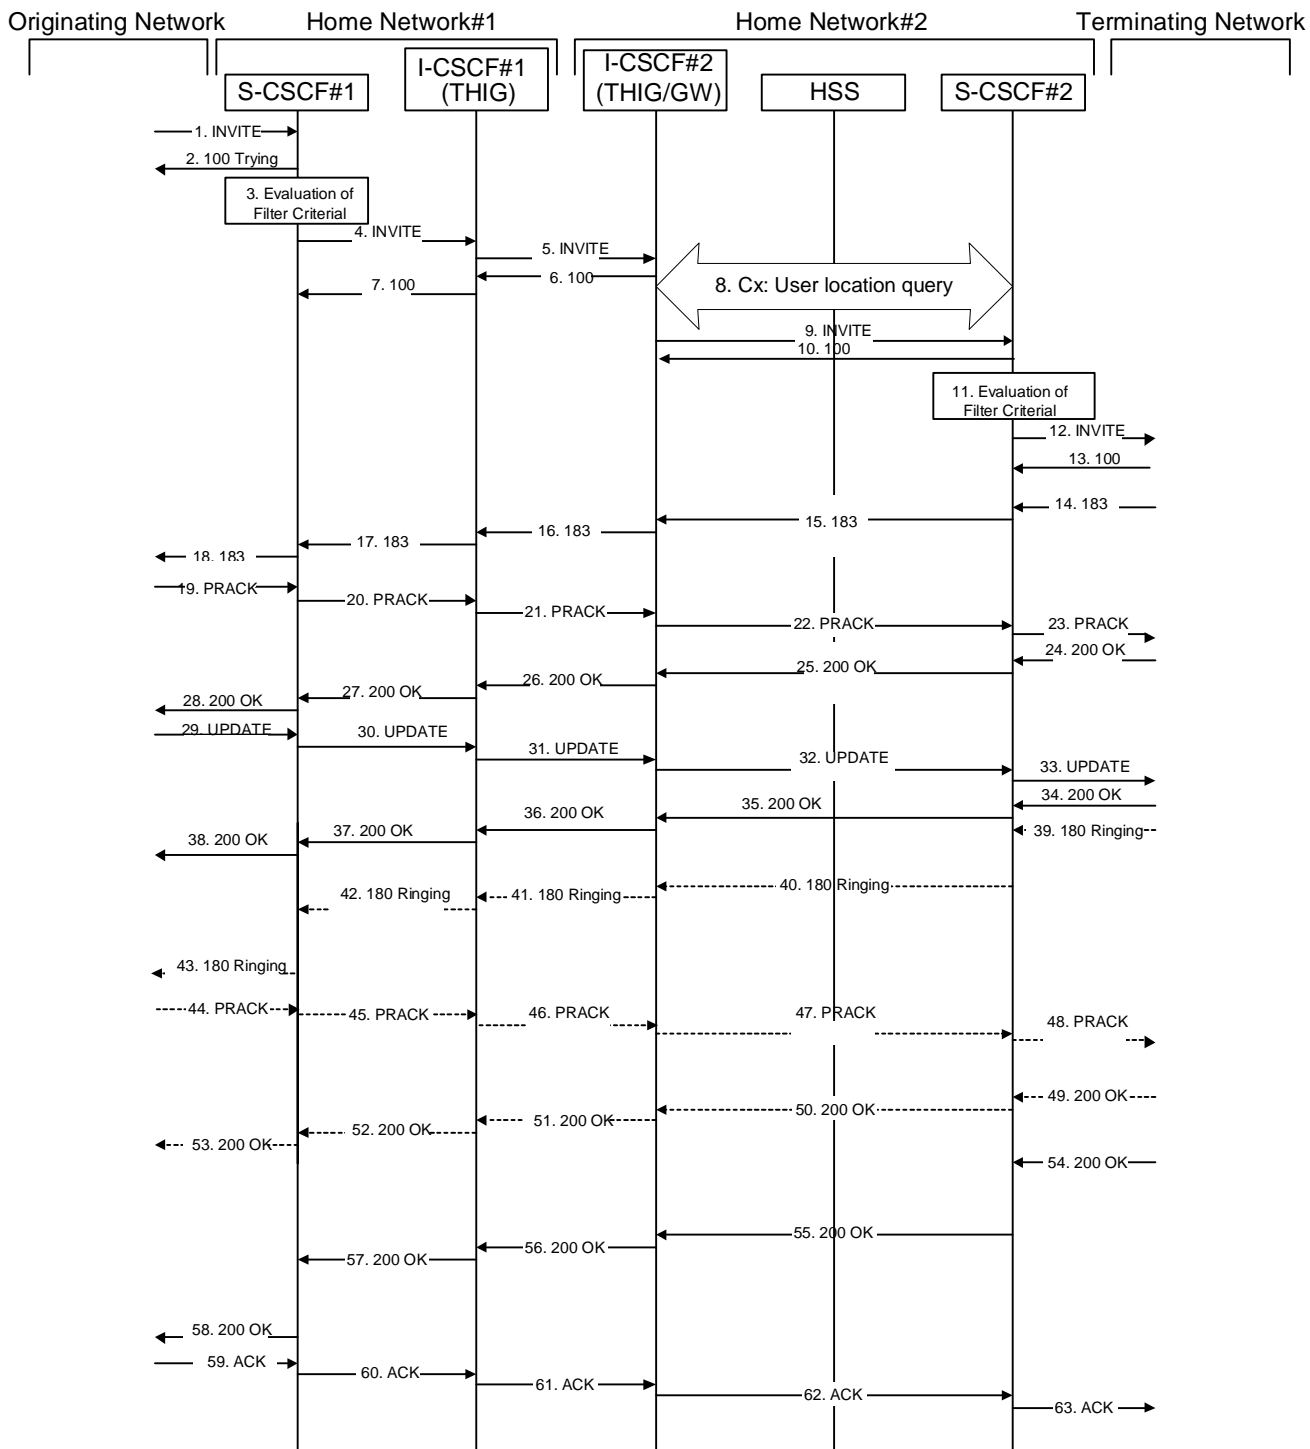 Originating Network
Home Network#1
Home Network#2
Terminating Network
S-CSCF#1
I-CSCF#1
(THIG)
I-CSCF#2
(THIG/GW)
HSS
S-CSCF#2
1. INVITE
2. 100 Trying
3. Evaluation of
Filter Criterial
4. INVITE
5. INVITE
6. 100
7. 100
8. Cx: User location query
9. INVITE
10. 100
11. Evaluation of
Filter Criterial
12. INVITE
13. 100
14. 183
15. 183
16. 183
17. 183
18. 183
19. PRACK
20. PRACK
21. PRACK
22. PRACK
23. PRACK
24. 200 OK
25. 200 OK
26. 200 OK
27. 200 OK
28. 200 OK
29. UPDATE
30. UPDATE
31. UPDATE
32. UPDATE
33. UPDATE
34. 200 OK
35. 200 OK
36. 200 OK
37. 200 OK
38. 200 OK
39. 180 Ringing
40. 180 Ringing
41. 180 Ringing
42. 180 Ringing
43. 180 Ringing
44. PRACK
45. PRACK
46. PRACK
47. PRACK
48. PRACK
49. 200 OK
50. 200 OK
51. 200 OK
52. 200 OK
53. 200 OK
54. 200 OK
55. 200 OK
56. 200 OK
57. 200 OK
58. 200 OK
59. ACK
60. ACK
61. ACK
62. ACK
63. ACK